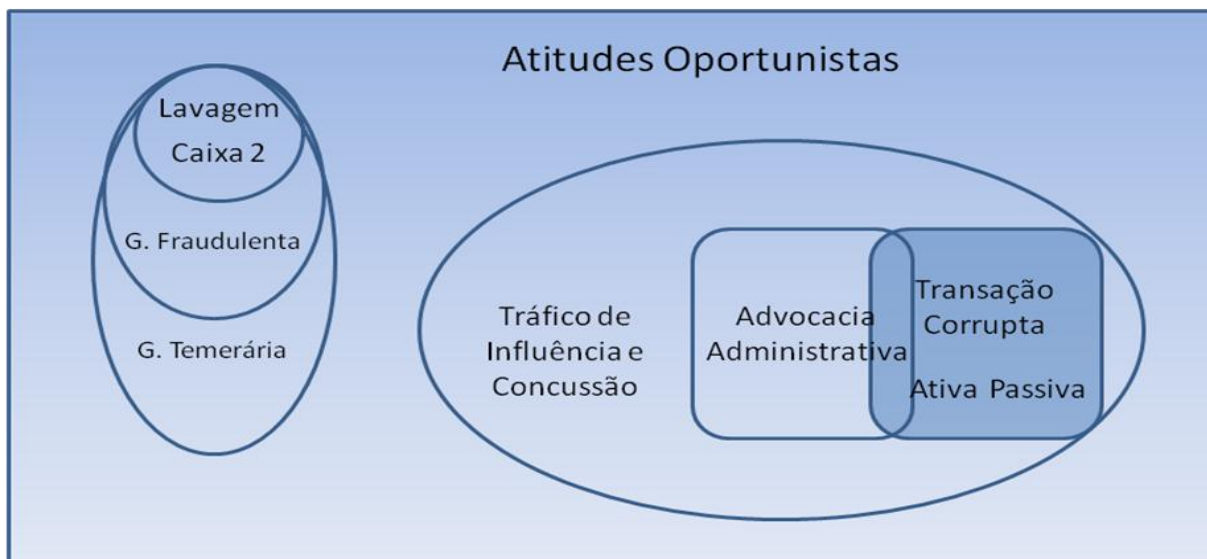 Atitudes Oportunistas
Lavagem
Caixa 2
G. Fraudulenta
G. Temerária
Tráfico de
Influência e
Concussão
Advocacia
Administrativa
Transação
Corrupta
Ativa Passiva